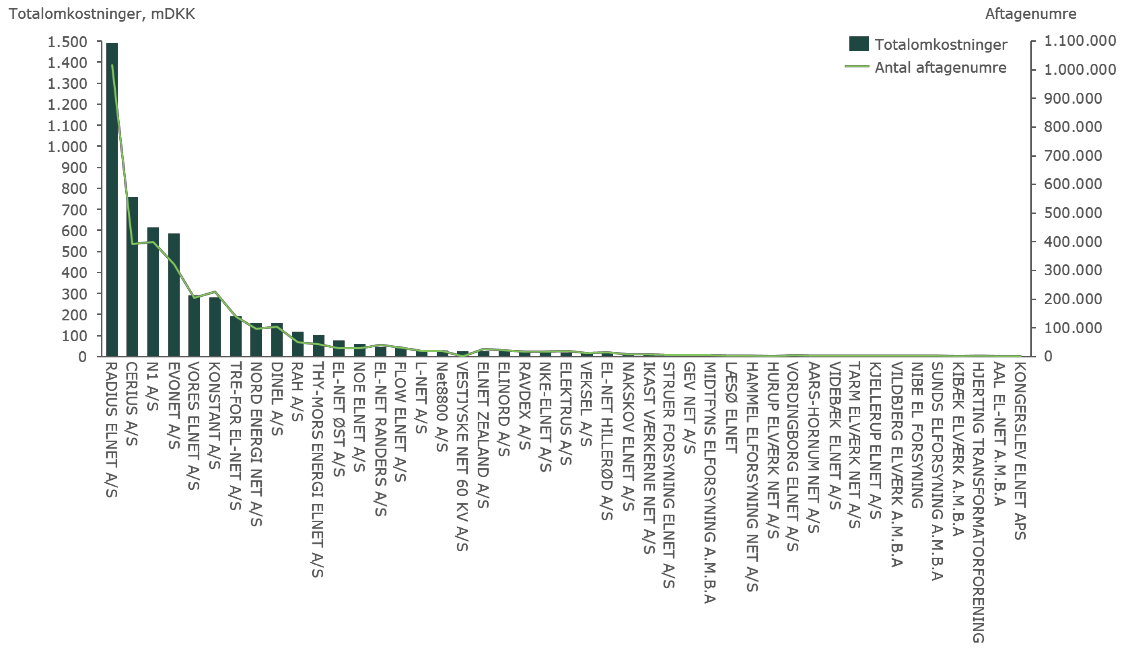 Totalomkostninger, mDKK
Aftagenumre
1.500
1.400
1.300
1.200
1.100
1.000
900
800
700
600
500
400
300
200
100
0
1.100.000
1.000.000
900.000
800.000
700.000
600.000
500.000
400.000
300.000
200.000
100.000
0
Totalomkostninger
Antal aftagenumre
RADIUS ELNET A/S
CERIUS A/S
N1 A/S
EVONET A/S
VORES ELNET A/S
KONSTANT A/S
TRE-FOR EL-NET A/S
NORD ENERGI NET A/S
DINEL A/S
RAH A/S
THY-MORS ENERGI ELNET A/S
EL-NET ØST A/S
NOE ELNET A/S
EL-NET RANDERS A/S
FLOW ELNET A/S
L-NET A/S
Net8800 A/S
VESTJYSKE NET 60 KV A/S
ELNET ZEALAND A/S
ELINORD A/S
RAVDEX A/S
NKE-ELNET A/S
ELEKTRUS A/S
VEKSEL A/S
EL-NET HILLERØD A/S
NAKSKOV ELNET A/S
IKAST VÆRKERNE NET A/S
STRUER FORSYNING ELNET A/S
GEV NET A/S
MIDTFYNS ELFORSYNING A.M.B.A
LÆSØ ELNET
HAMMEL ELFORSYNING NET A/S
HURUP ELVÆRK NET A/S
VORDINGBORG ELNET A/S
AARS-HORNUM NET A/S
VIDEBÆK ELNET A/S
TARM ELVÆRK NET A/S
KJELLERUP ELNET A/S
VILDBJERG ELVÆRK A.M.B.A
NIBE EL FORSYNING
SUNDS ELFORSYNING A.M.B.A
KIBÆK ELVÆRK A.M.B.A
HJERTING TRANSFORMATORFORENING
AAL EL-NET A.M.B.A
KONGERSLEV ELNET APS